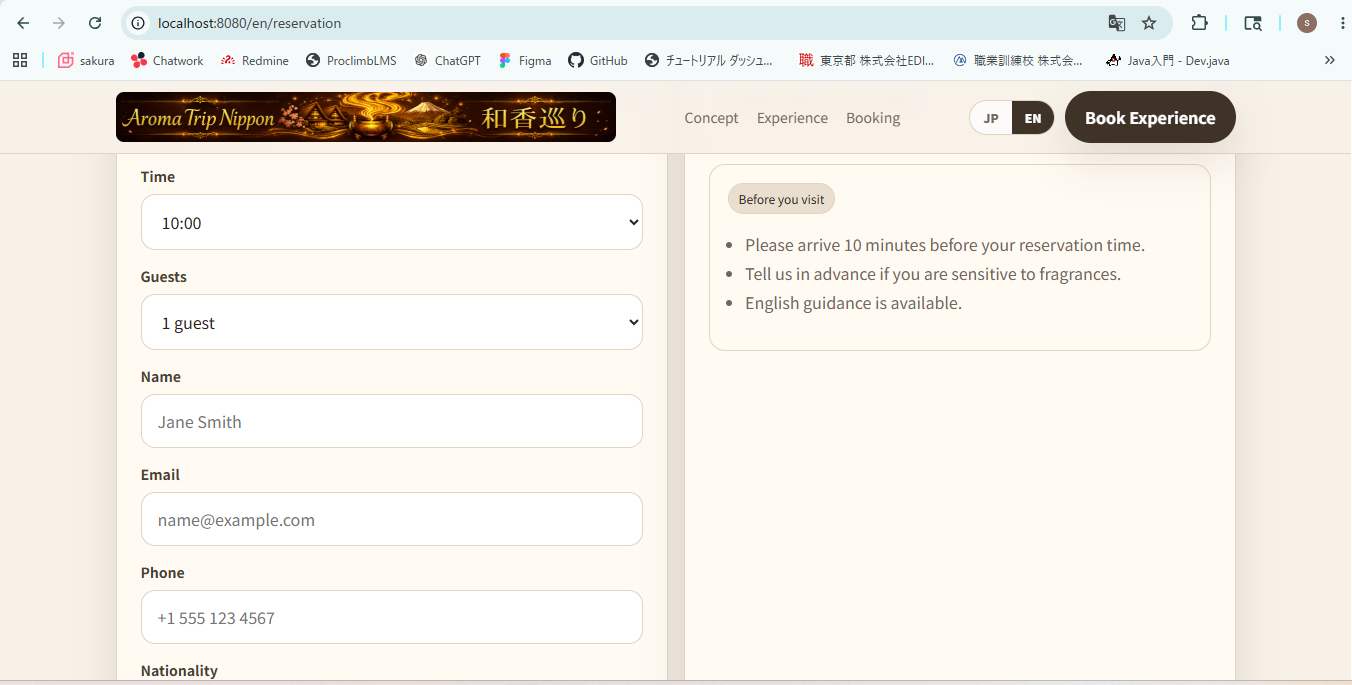 localhost:8080/en/reservation
S
sakura
Chatwork
Redmine
ProclimbLMS
ChatGPT
Figma
GitHub
チュートリアル ダッシュ...
職 東京都 株式会社EDI...
職業訓練校 株式会社...
Java入門 - Dev.java
Aroma Trip Nippon 和香巡り
Concept
Experience
Booking
JP
EN
Book Experience
Time
10:00
Guests
1 guest
Name
Jane Smith
Email
name@example.com
Phone
+1 555 123 4567
Nationality
Before you visit
Please arrive 10 minutes before your reservation time.
Tell us in advance if you are sensitive to fragrances.
English guidance is available.